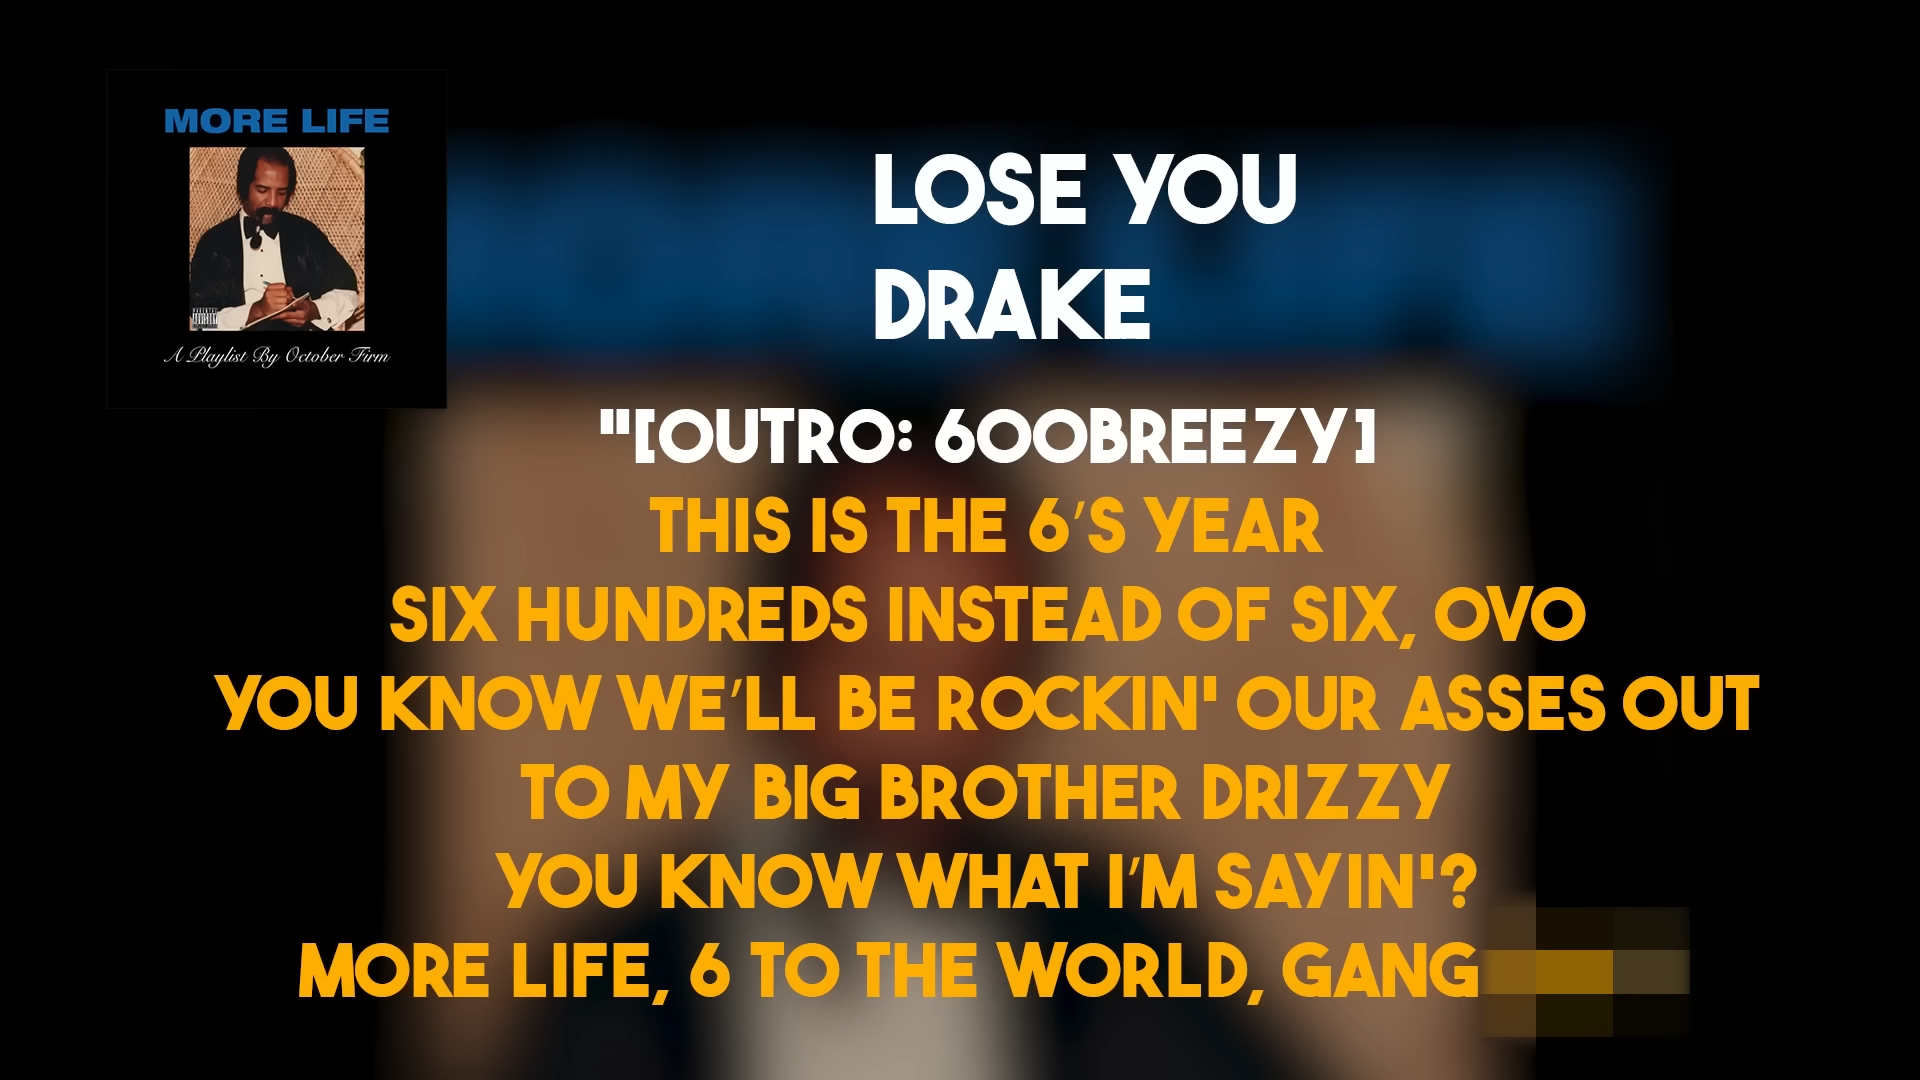 MORE LIFE
A Playlist By October Firm
LOSE YOU
DRAKE
"[OUTRO: 600BREEZY]
THIS IS THE 6'S YEAR
SIX HUNDREDS INSTEAD OF SIX, OVO
YOU KNOW WE'LL BE ROCKIN' OUR ASSES OUT
TO MY BIG BROTHER DRIZZY
YOU KNOW WHAT I'M SAYIN'?
MORE LIFE, 6 TO THE WORLD, GANG